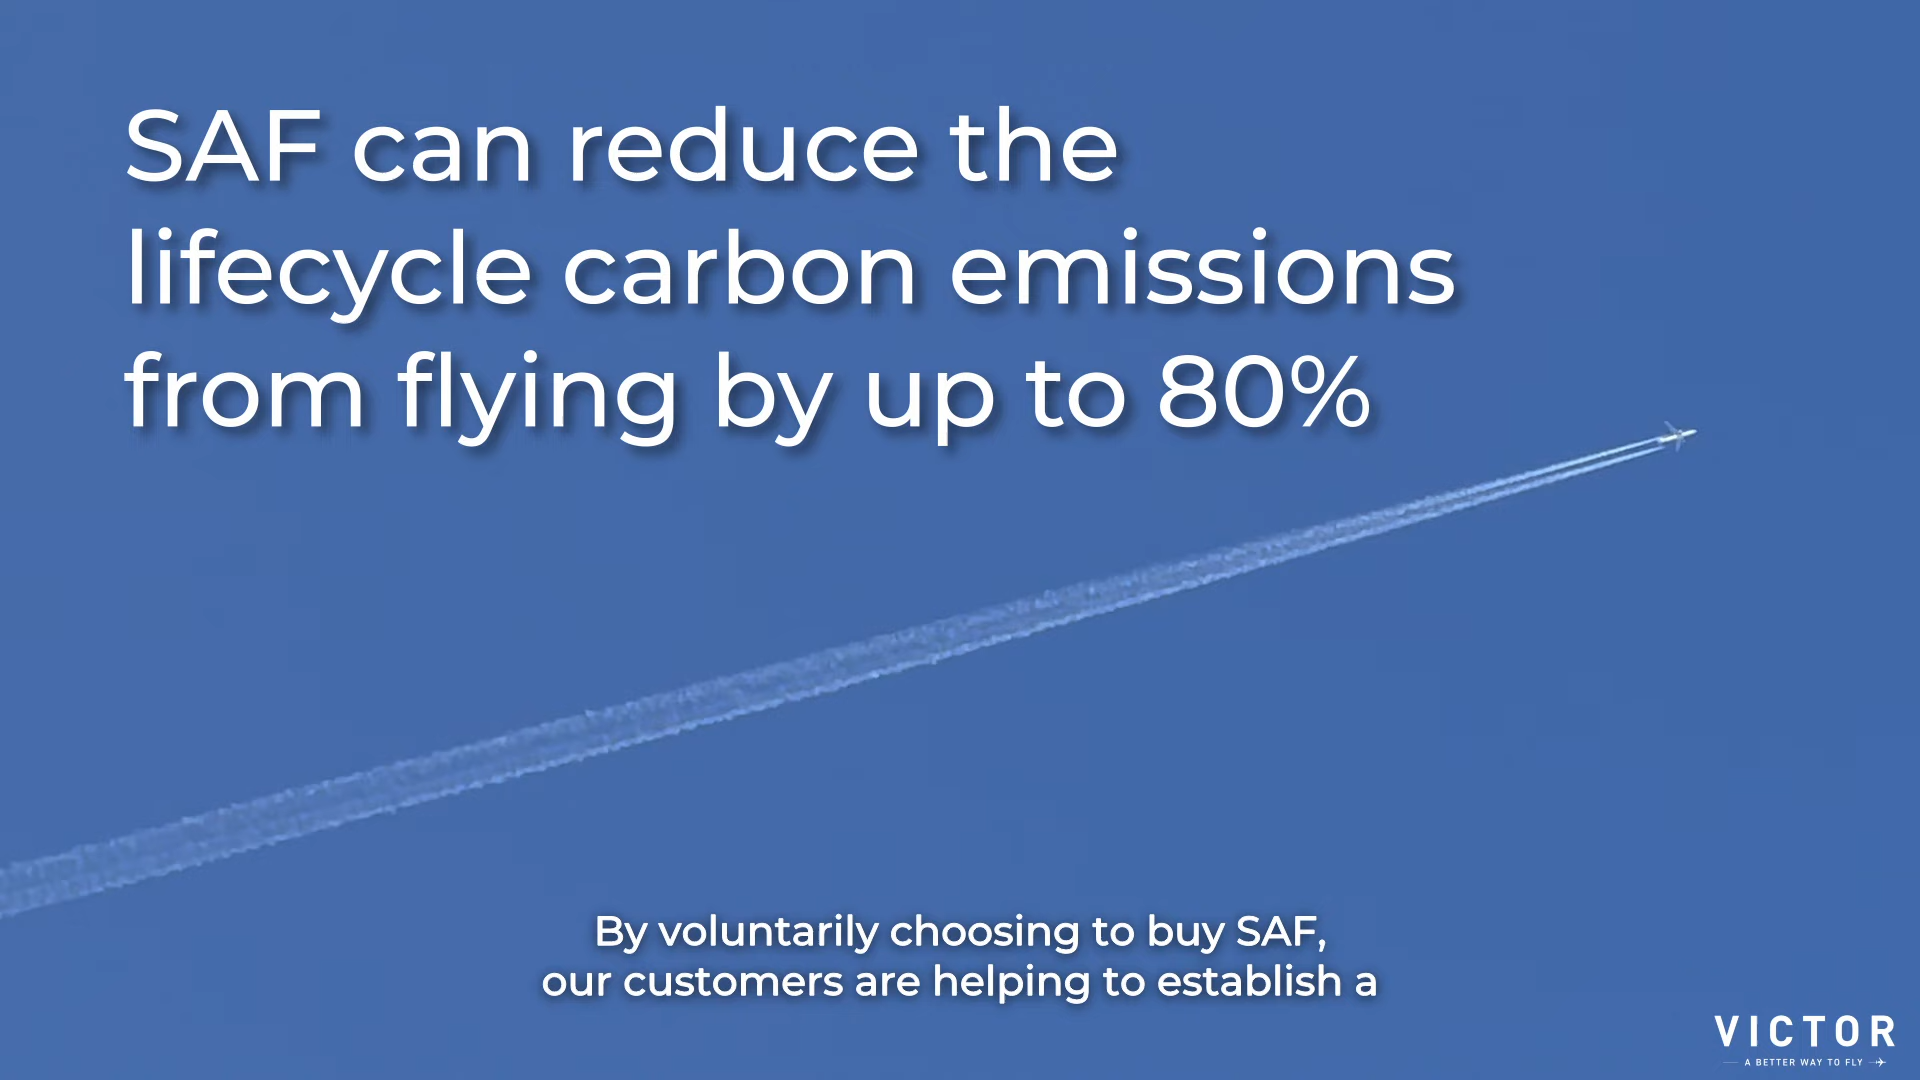 SAF can reduce the
lifecycle carbon emissions
from flying by up to 80%
By voluntarily choosing to buy SAF,
our customers are helping to establish a
VICTOR
A BETTER WAY TO FLY